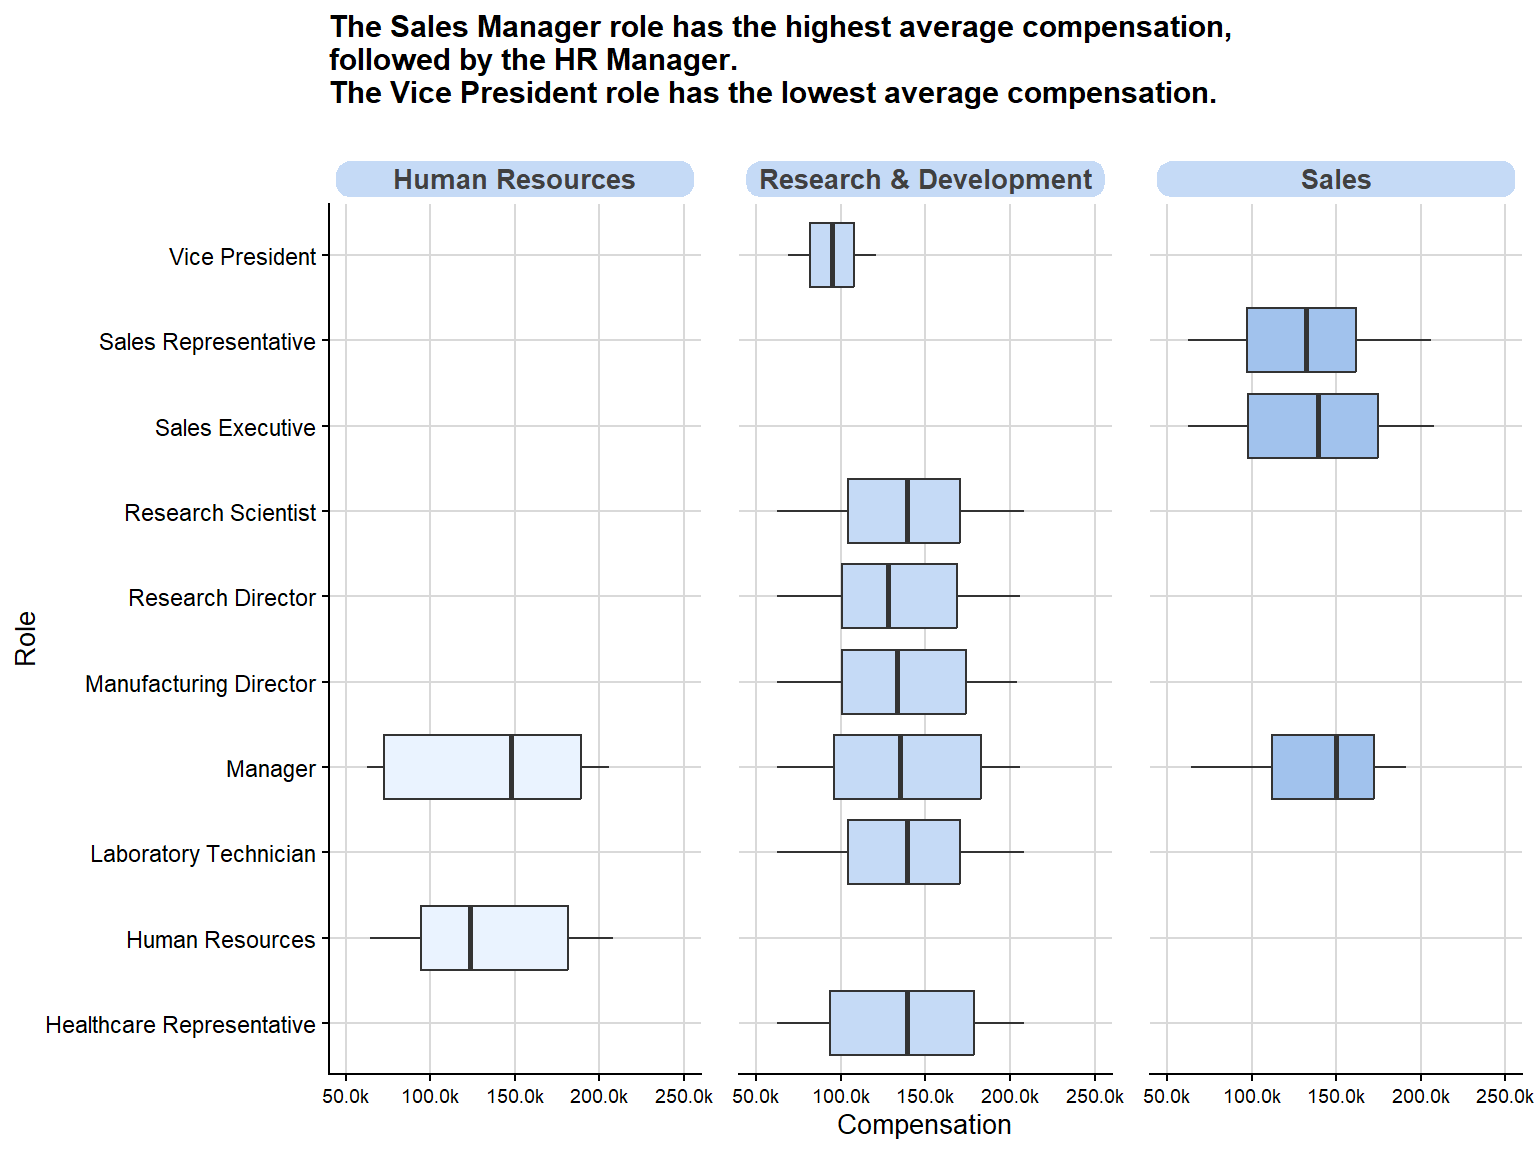 The Sales Manager role has the highest average compensation,
followed by the HR Manager.
The Vice President role has the lowest average compensation.
Human Resources
Research & Development
Sales
Role
Vice President
Sales Representative
Sales Executive
Research Scientist
Research Director
Manufacturing Director
Manager
Laboratory Technician
Human Resources
Healthcare Representative
50.0k 100.0k 150.0k 200.0k 250.0k
50.0k 100.0k 150.0k 200.0k 250.0k
50.0k 100.0k 150.0k 200.0k 250.0k
Compensation